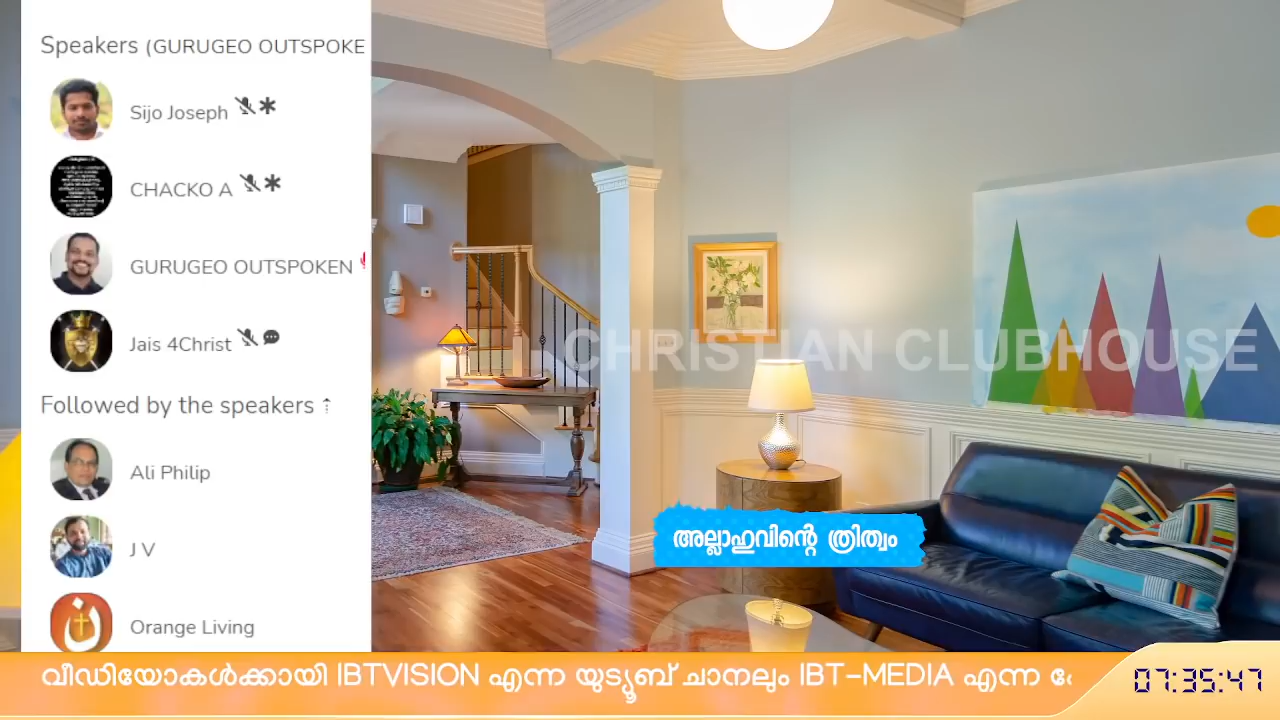 Speakers (GURUGEO OUTSPOKE
Sijo Joseph
CHACKO A
GURUGEO OUTSPOKEN
Jais 4Christ
Followed by the speakers ↑
Ali Philip
J V
Orange Living
CHRISTIAN CLUBHOUSE
അല്ലാഹുവിന്റെ ത്രിത്വം
വീഡിയോകൾക്കായി IBTVISION എന്ന യുട്യൂബ് ചാനലും IBT-MEDIA എന്ന
07:35:47